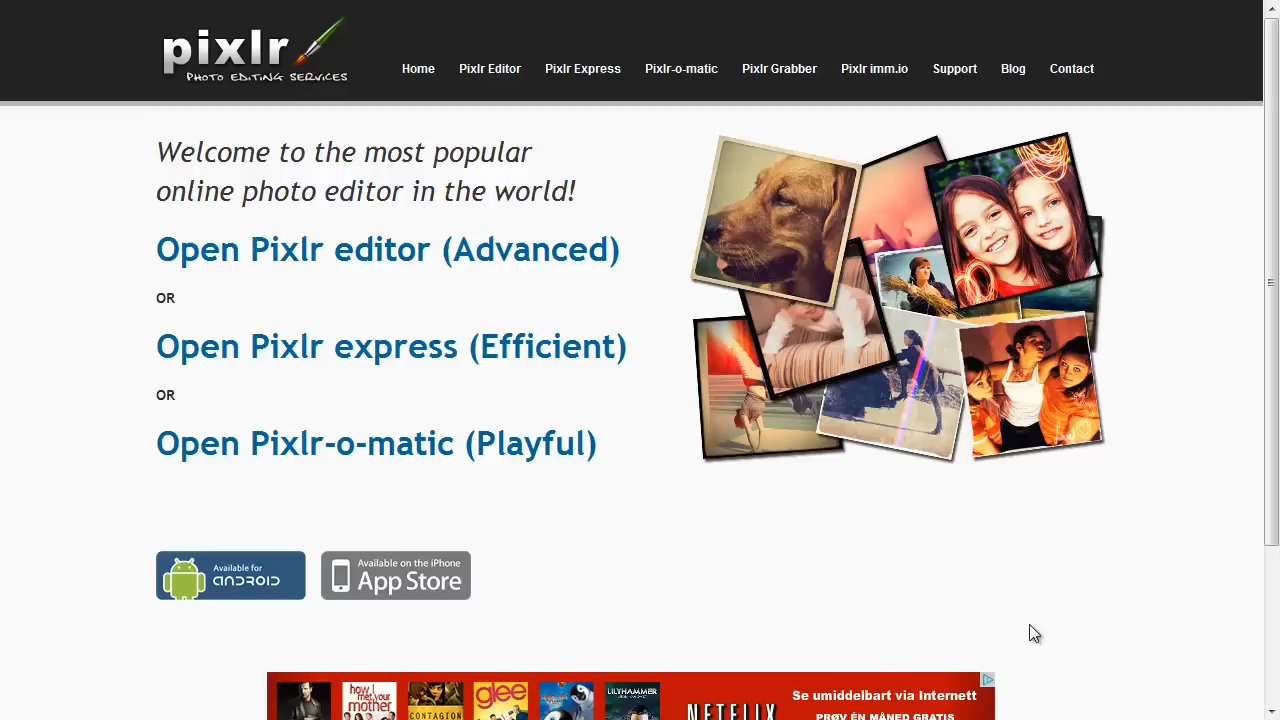 pixlr
PHOTO EDITING SERVICES
Home
Pixlr Editor
Pixlr Express
Pixlr-o-matic
Pixlr Grabber
Pixlr imm.io
Support
Blog
Contact
Welcome to the most popular
online photo editor in the world!
Open Pixlr editor (Advanced)
OR
Open Pixlr express (Efficient)
OR
Open Pixlr-o-matic (Playful)
Available for
ANDROID
Available on the iPhone
App Store
how i
met your
mother
CONTAGION
glee
LILYHAMMER
NETFLIX
Se umiddelbart via Internett
PRØV ÉN MÅNED GRATIS